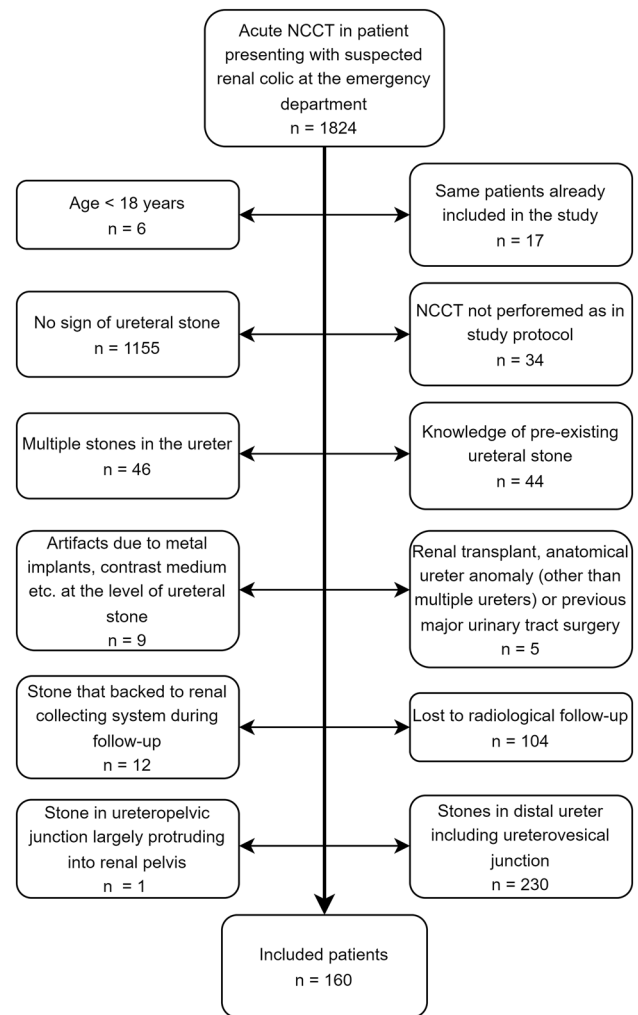 Acute NCCT in patient
presenting with suspected
renal colic at the emergency
department
n = 1824
Age < 18 years
n = 6
Same patients already
included in the study
n = 17
No sign of ureteral stone
n = 1155
NCCT not perforemed as in
study protocol
n = 34
Multiple stones in the ureter
n = 46
Knowledge of pre-existing
ureteral stone
n = 44
Artifacts due to metal
implants, contrast medium
etc. at the level of ureteral
stone
n = 9
Renal transplant, anatomical
ureter anomaly (other than
multiple ureters) or previous
major urinary tract surgery
n = 5
Stone that backed to renal
collecting system during
follow-up
n = 12
Lost to radiological follow-up
n = 104
Stone in ureteropelvic
junction largely protruding
into renal pelvis
n = 1
Stones in distal ureter
including ureterovesical
junction
n = 230
Included patients
n = 160